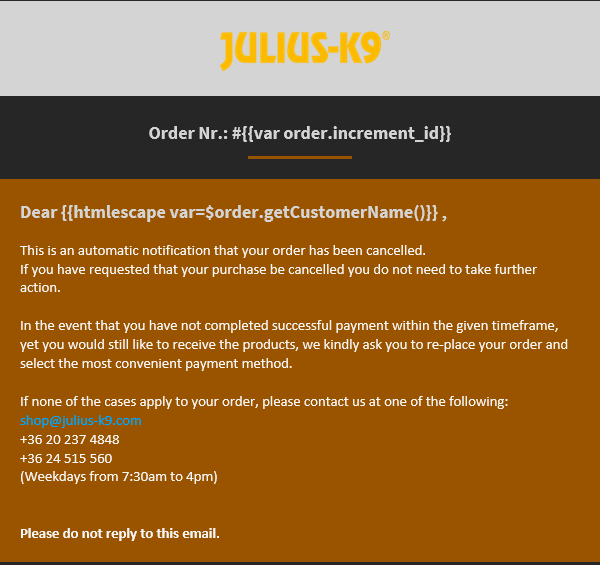 JULIUS-K9®
Order Nr.: #{{var order.increment_id}}
Dear {{htmlescape var=$order.getCustomerName()}} ,
This is an automatic notification that your order has been cancelled.
If you have requested that your purchase be cancelled you do not need to take further
action.
In the event that you have not completed successful payment within the given timeframe,
yet you would still like to receive the products, we kindly ask you to re-place your order and
select the most convenient payment method.
If none of the cases apply to your order, please contact us at one of the following:
shop@julius-k9.com
+36 20 237 4848
+36 24 515 560
(Weekdays from 7:30am to 4pm)
Please do not reply to this email.